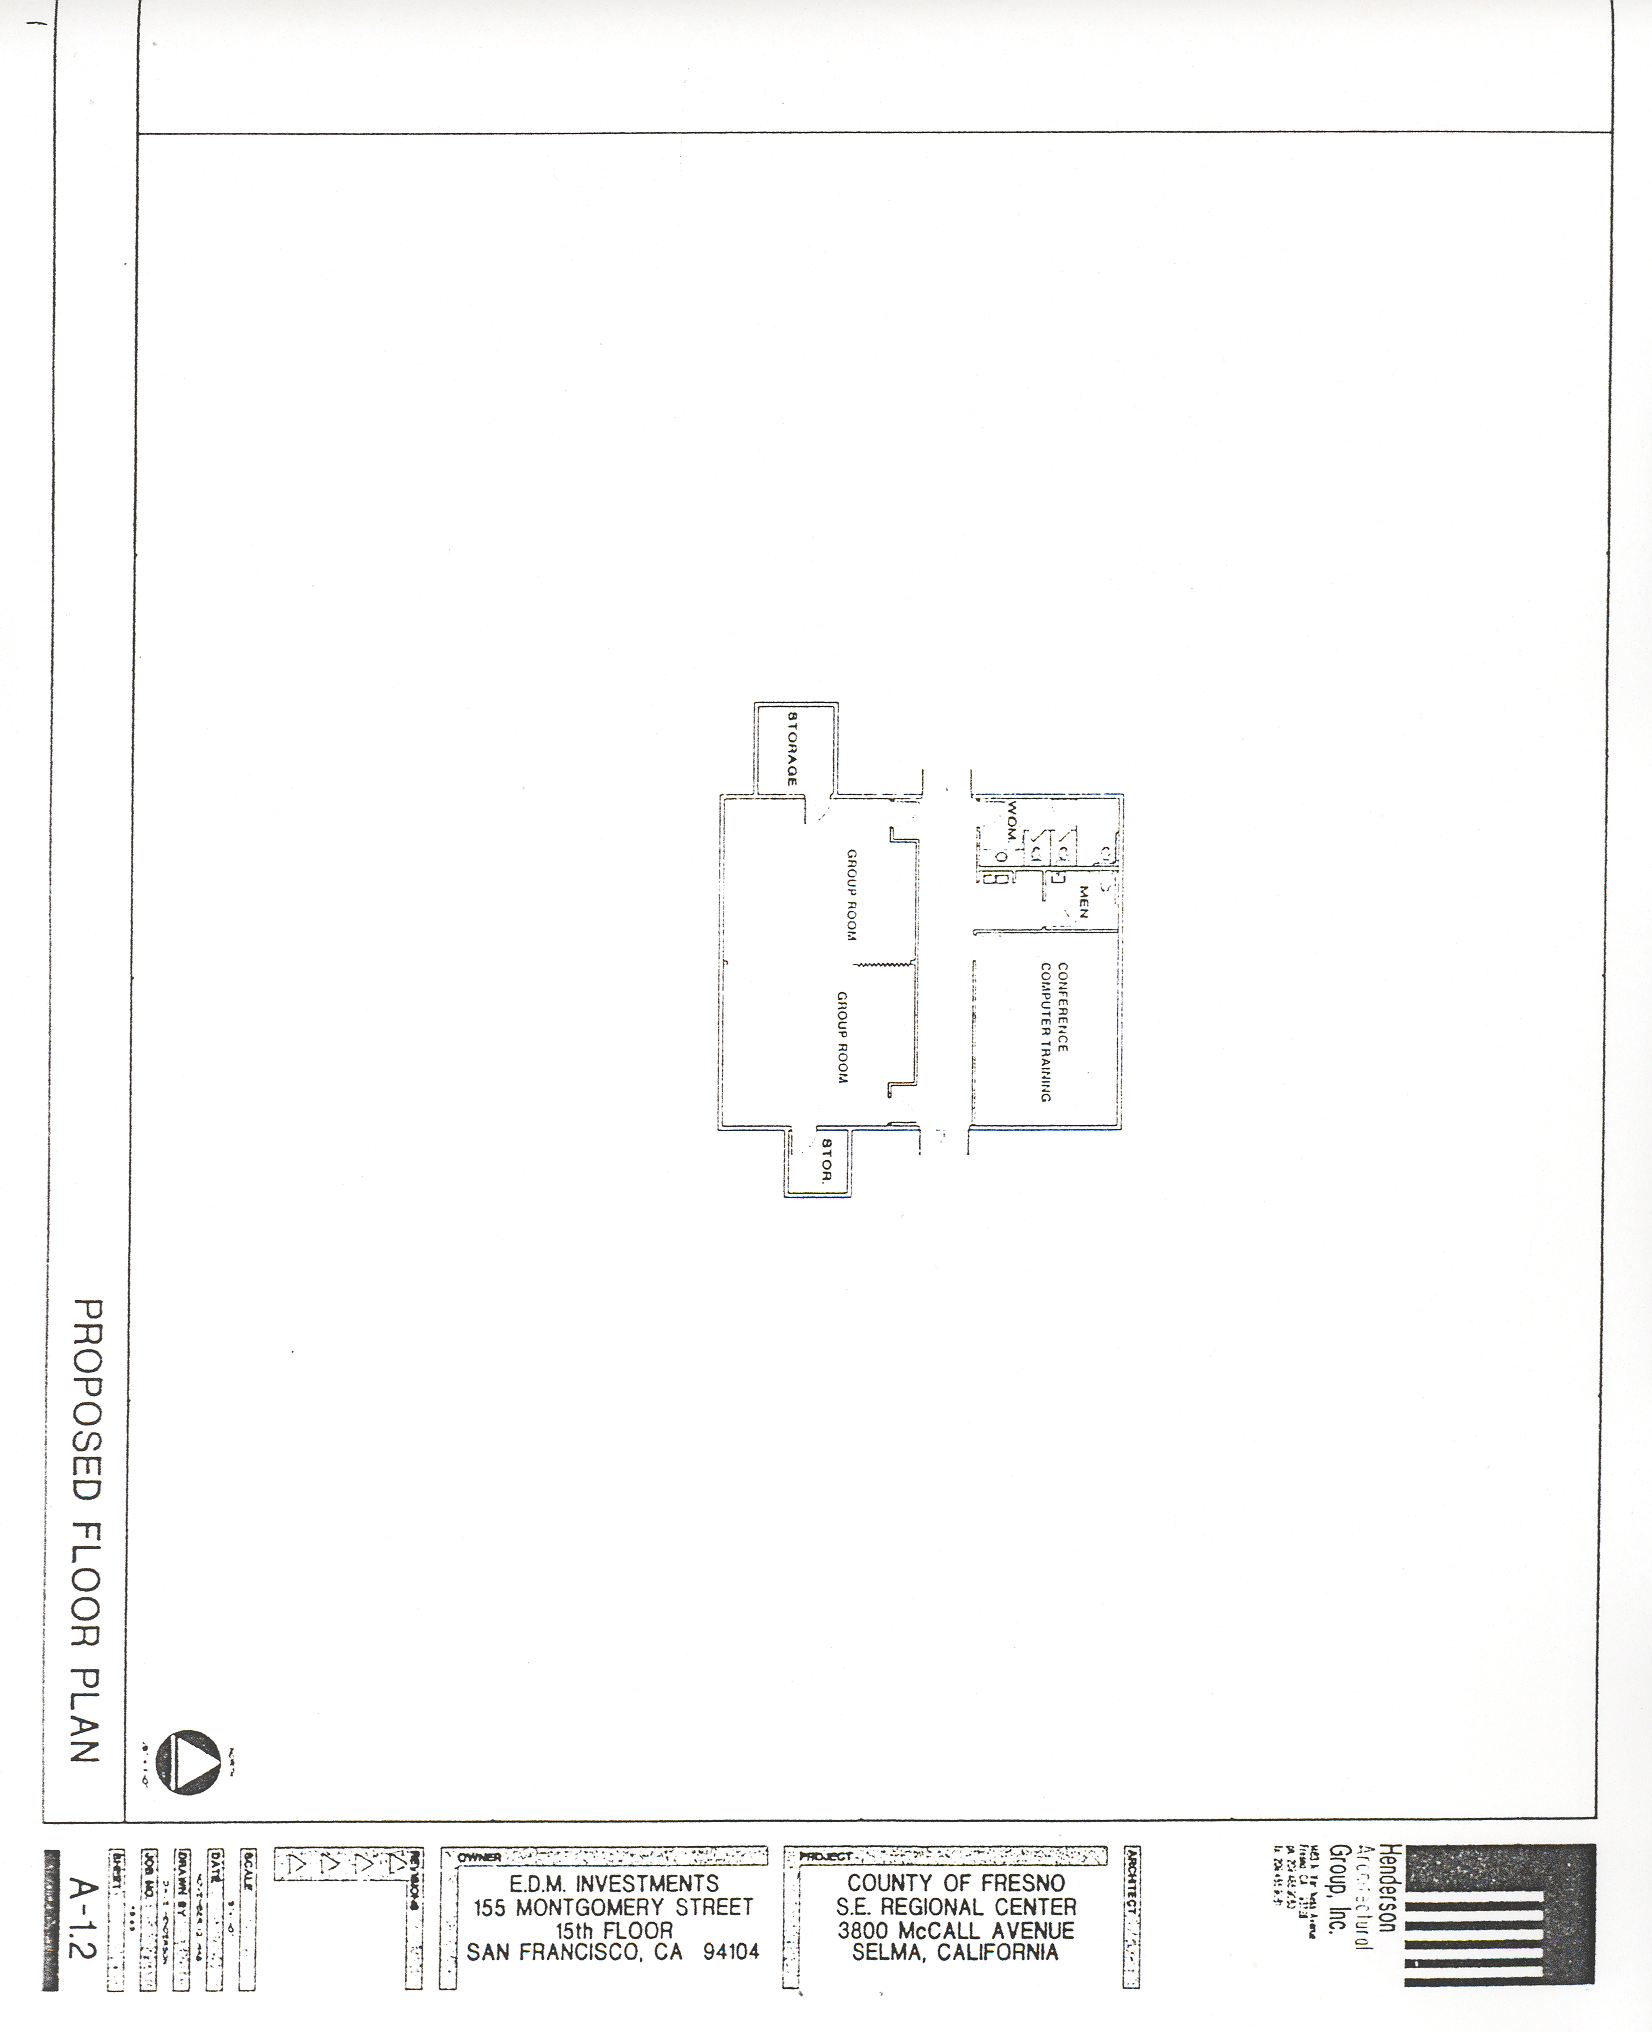 STORAGE
WOM.
MEN
GROUP ROOM
GROUP ROOM
CONFERENCE
COMPUTER TRAINING
STOR.
PROPOSED FLOOR PLAN
ARCHITECT
Henderson
Architectural
Group, Inc.
PROJECT
COUNTY OF FRESNO
S.E. REGIONAL CENTER
3800 McCALL AVENUE
SELMA, CALIFORNIA
OWNER
E.D.M. INVESTMENTS
155 MONTGOMERY STREET
15th FLOOR
SAN FRANCISCO, CA 94104
REVISIONS
SCALE
DATE
DRAWN BY
JOB NO.
SHEET
A-1.2